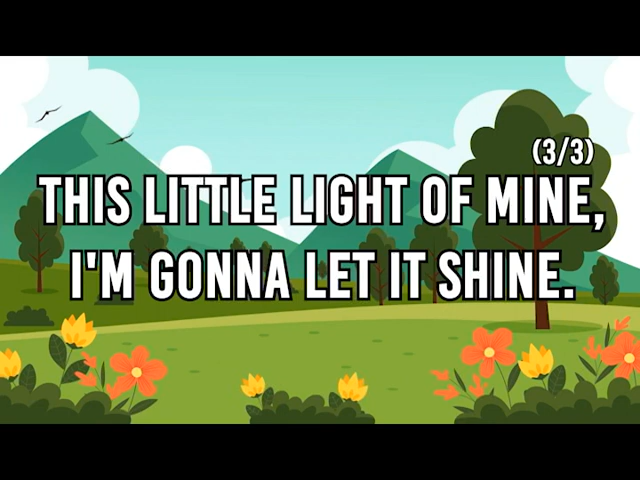 (3/3)
THIS LITTLE LIGHT OF MINE,
I'M GONNA LET IT SHINE.